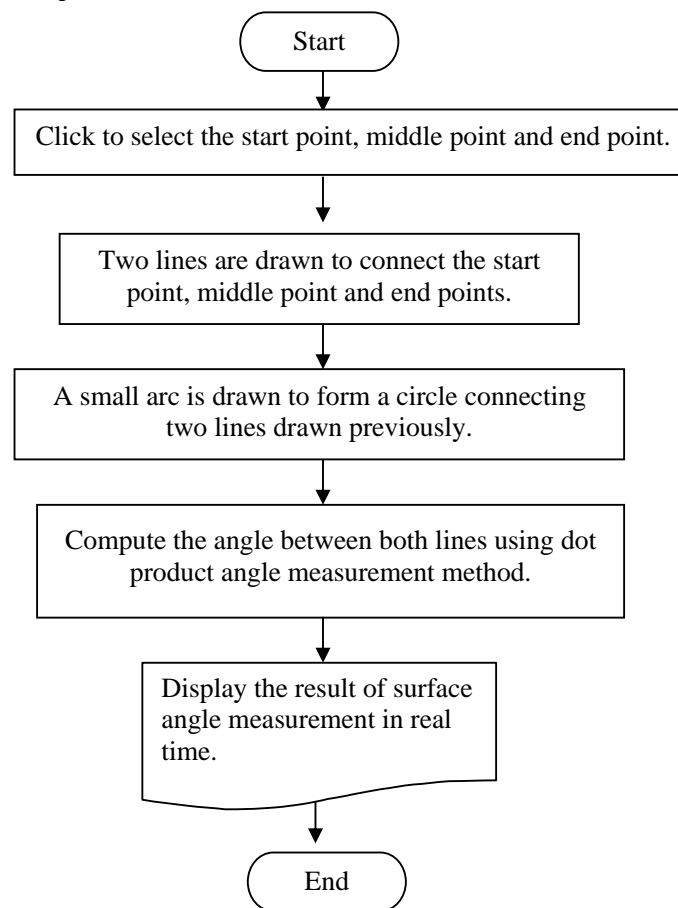 Start
Click to select the start point, middle point and end point.
Two lines are drawn to connect the start
point, middle point and end points.
A small arc is drawn to form a circle connecting
two lines drawn previously.
Compute the angle between both lines using dot
product angle measurement method.
Display the result of surface
angle measurement in real
time.
End